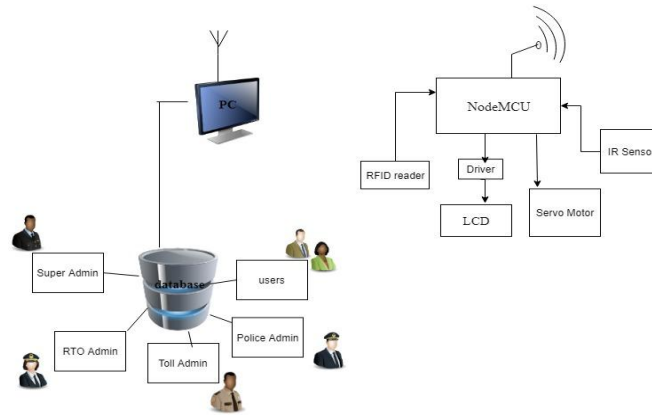 PC
NodeMCU
IR Senso
RFID reader
Driver
LCD
Servo Motor
Super Admin
database
users
RTO Admin
Toll Admin
Police Admin